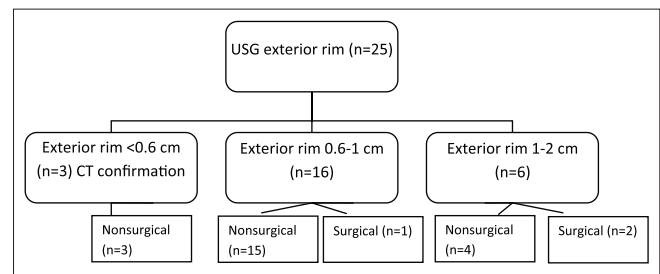 USG exterior rim (n=25)
Exterior rim <0.6 cm
(n=3) CT confirmation
Exterior rim 0.6-1 cm
(n=16)
Exterior rim 1-2 cm
(n=6)
Nonsurgical
(n=3)
Nonsurgical
(n=15)
Surgical (n=1)
Nonsurgical
(n=4)
Surgical (n=2)